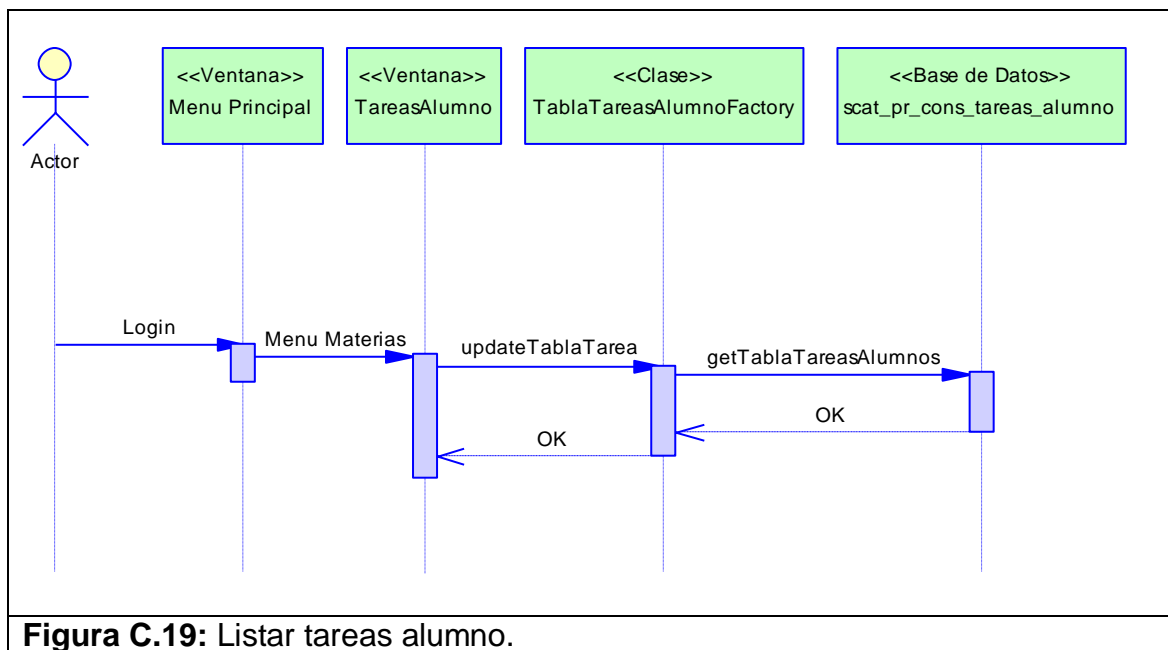 <<Ventana>>
Menu Principal
<<Ventana>>
TareasAlumno
<<Clase>>
TablaTareasAlumnoFactory
<<Base de Datos>>
scat_pr_cons_tareas_alumno
Actor
Login
Menu Materias
updateTablaTarea
getTablaTareasAlumnos
OK
OK
Figura C.19: Listar tareas alumno.